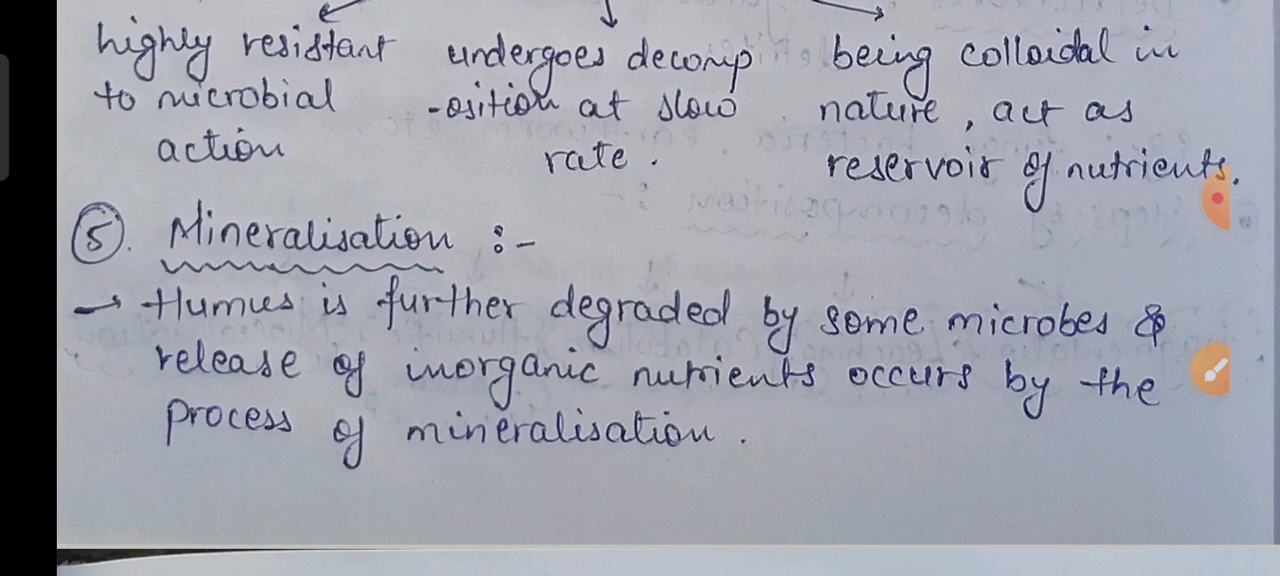 highly resistant
to microbial
action
undergoes decomp
-osition at slow
rate.
being colloidal in
nature, act as
reservoir of nutrients.
5. Mineralisation :-
→ Humus is further degraded by some microbes &
release of inorganic nutrients occurs by the
process of mineralisation.